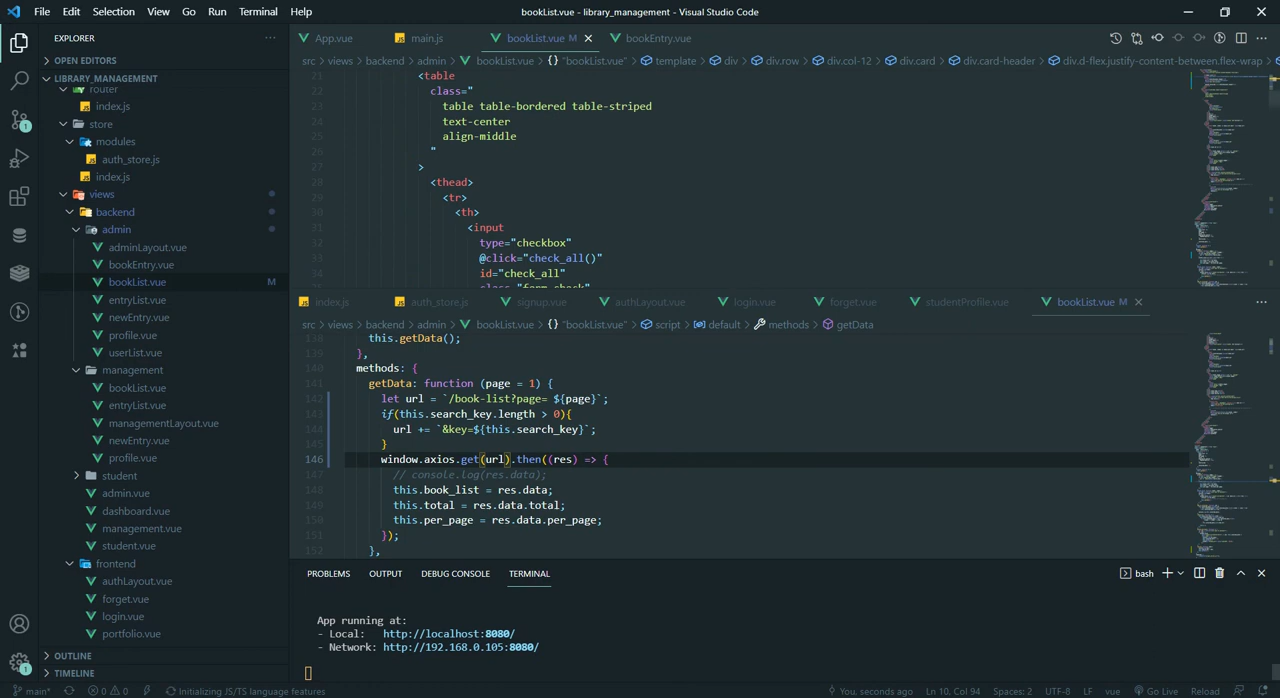 File Edit Selection View Go Run Terminal Help
bookList.vue - library_management - Visual Studio Code
EXPLORER
OPEN EDITORS
LIBRARY_MANAGEMENT
router
index.js
store
modules
auth_store.js
index.js
views
backend
admin
adminLayout.vue
bookEntry.vue
bookList.vue M
entryList.vue
newEntry.vue
profile.vue
userList.vue
management
bookList.vue
entryList.vue
managementLayout.vue
newEntry.vue
profile.vue
student
admin.vue
dashboard.vue
management.vue
student.vue
frontend
authLayout.vue
forget.vue
login.vue
portfolio.vue
OUTLINE
TIMELINE
App.vue main.js bookList.vue M bookEntry.vue
src > views > backend > admin > bookList.vue > {} "bookList.vue" > template > div > div.row > div.col-12 > div.card > div.card-header > div.d-flex.justify-content-between.flex-wrap >
21 <table
22 class="
23 table table-bordered table-striped
24 text-center
25 align-middle
26 "
27 >
28 <thead>
29 <tr>
30 <th>
31 <input
32 type="checkbox"
33 @click="check_all()"
34 id="check_all"
class="form-check"
index.js auth_store.js signup.vue authLayout.vue login.vue forget.vue studentProfile.vue bookList.vue M
src > views > backend > admin > bookList.vue > {} "bookList.vue" > script > default > methods > getData
138 this.getData();
139 },
140 methods: {
141 getData: function (page = 1) {
142 let url = `/book-list?page= ${page}`;
143 if(this.search_key.length > 0){
144 url += `&key=${this.search_key}`;
145 }
146 window.axios.get(url).then((res) => {
147 // console.log(res.data);
148 this.book_list = res.data;
149 this.total = res.data.total;
150 this.per_page = res.data.per_page;
151 });
152 },
PROBLEMS OUTPUT DEBUG CONSOLE TERMINAL
bash
App running at:
- Local: http://localhost:8080/
- Network: http://192.168.0.105:8080/
main* 0 0 Initializing JS/TS language features
You, seconds ago Ln 10, Col 94 Spaces: 2 UTF-8 LF vue Go Live Reload